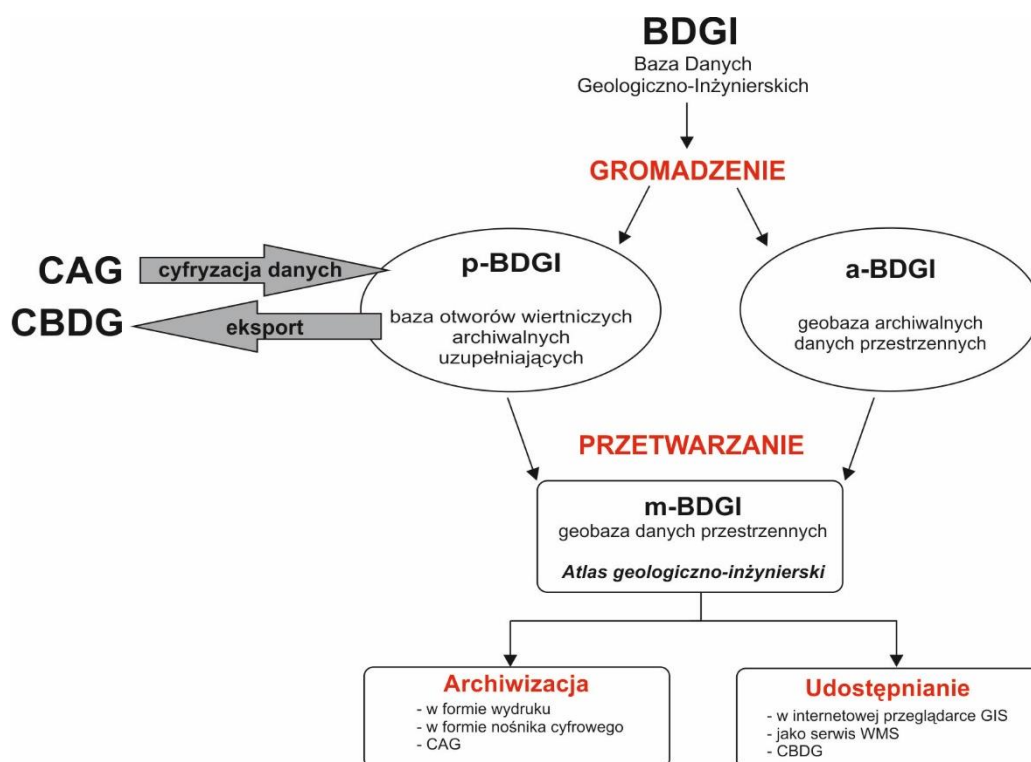 BDGI
Baza Danych
Geologiczno-Inżynierskich
GROMADZENIE
CAG
cyfryzacja danych
CBDG
eksport
p-BDGI
baza otworów wiertniczych
archiwalnych
uzupełniających
a-BDGI
geobaza archiwalnych
danych przestrzennych
PRZETWARZANIE
m-BDGI
geobaza danych przestrzennych
Atlas geologiczno-inżynierski
Archiwizacja
- w formie wydruku
- w formie nośnika cyfrowego
- CAG
Udostępnianie
- w internetowej przeglądarce GIS
- jako serwis WMS
- CBDG